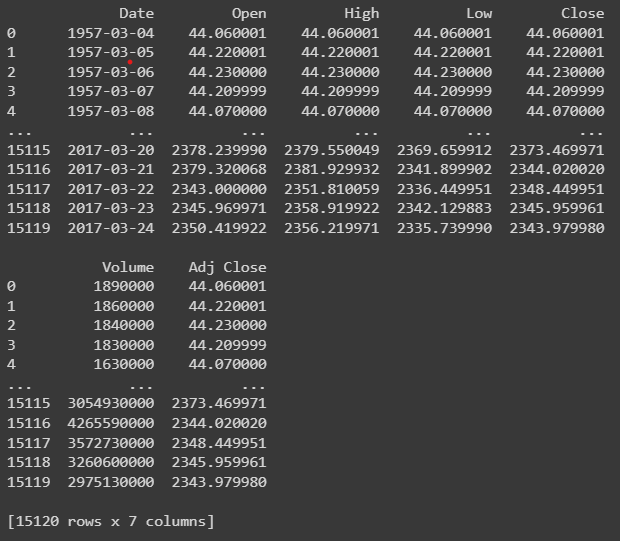 Date Open High Low Close
0 1957-03-04 44.060001 44.060001 44.060001 44.060001
1 1957-03-05 44.220001 44.220001 44.220001 44.220001
2 1957-03-06 44.230000 44.230000 44.230000 44.230000
3 1957-03-07 44.209999 44.209999 44.209999 44.209999
4 1957-03-08 44.070000 44.070000 44.070000 44.070000
... ... ... ... ... ...
15115 2017-03-20 2378.239990 2379.550049 2369.659912 2373.469971
15116 2017-03-21 2379.320068 2381.929932 2341.899902 2344.020020
15117 2017-03-22 2343.000000 2351.810059 2336.449951 2348.449951
15118 2017-03-23 2345.969971 2358.919922 2342.129883 2345.959961
15119 2017-03-24 2350.419922 2356.219971 2335.739990 2343.979980
Volume Adj Close
0 1890000 44.060001
1 1860000 44.220001
2 1840000 44.230000
3 1830000 44.209999
4 1630000 44.070000
... ... ...
15115 3054930000 2373.469971
15116 4265590000 2344.020020
15117 3572730000 2348.449951
15118 3260600000 2345.959961
15119 2975130000 2343.979980
[15120 rows x 7 columns]